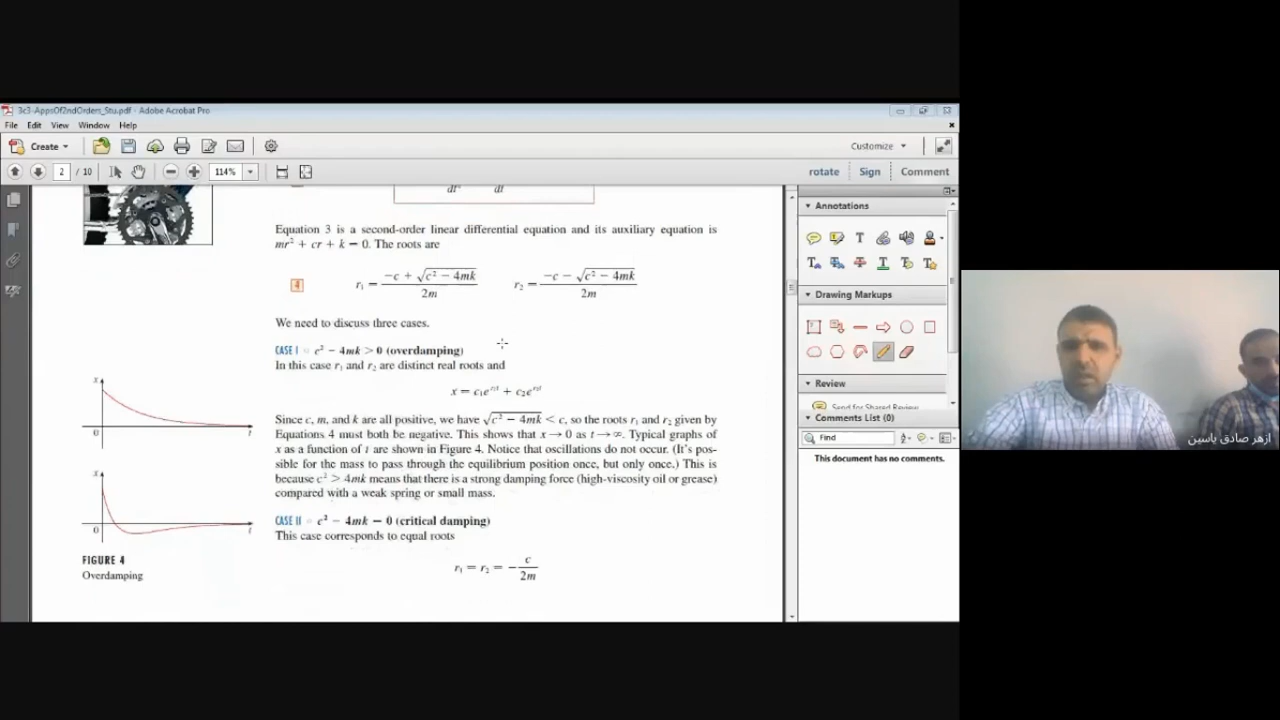 3c3-AppsOf2ndOrders_Stu.pdf - Adobe Acrobat Pro
File Edit View Window Help
Create
Customize
2 / 10
114%
rotate Sign Comment
dt² dt
Equation 3 is a second-order linear differential equation and its auxiliary equation is
mr² + cr + k = 0. The roots are
4 r₁ = (−c + √(c² − 4mk)) / 2m r₂ = (−c − √(c² − 4mk)) / 2m
We need to discuss three cases.
CASE I c² − 4mk > 0 (overdamping)
In this case r₁ and r₂ are distinct real roots and
x = c₁e^(r₁t) + c₂e^(r₂t)
Since c, m, and k are all positive, we have √(c² − 4mk) < c, so the roots r₁ and r₂ given by
Equations 4 must both be negative. This shows that x → 0 as t → ∞. Typical graphs of
x as a function of t are shown in Figure 4. Notice that oscillations do not occur. (It's pos-
sible for the mass to pass through the equilibrium position once, but only once.) This is
because c² > 4mk means that there is a strong damping force (high-viscosity oil or grease)
compared with a weak spring or small mass.
CASE II c² − 4mk = 0 (critical damping)
This case corresponds to equal roots
r₁ = r₂ = −c / 2m
x
0
t
x
0
t
FIGURE 4
Overdamping
Annotations
Drawing Markups
Review
Send for Shared Review
Comments List (0)
Find
This document has no comments.
ازهر صادق ياسين